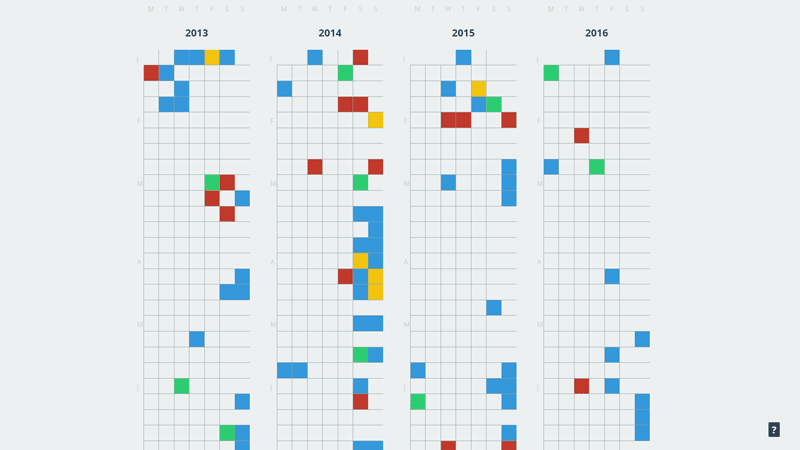 M T W T F S S M T W T F S S M T W T F S S M T W T F S S
2013 2014 2015 2016
J J J J
F F F F
M M M M
A A A A
M M M M
J J J J
?